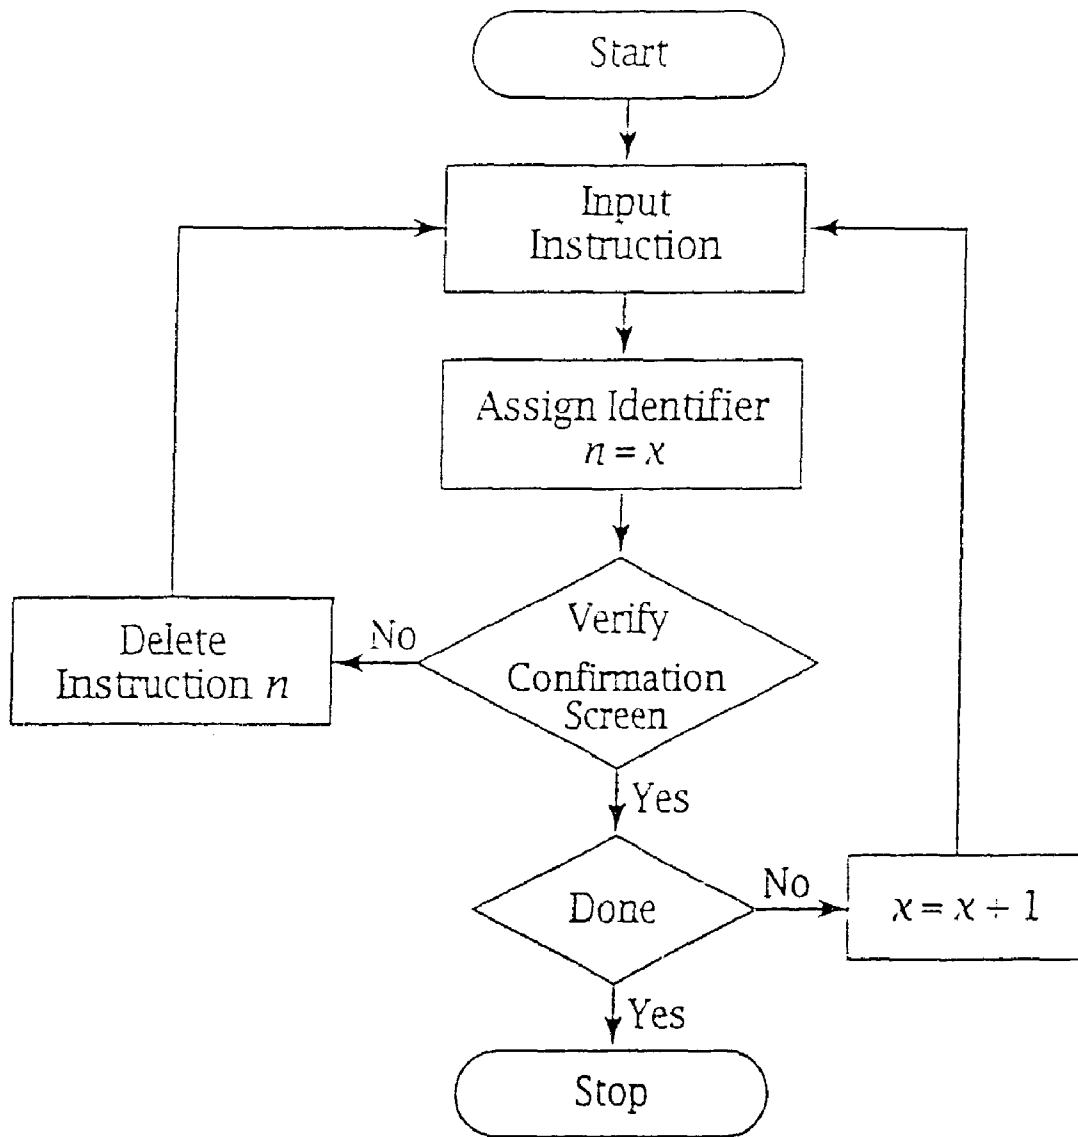 Start
Input
Instruction
Assign Identifier
n = x
Verify
Confirmation
Screen
No
Delete
Instruction n
Yes
Done
No
x = x + 1
Yes
Stop